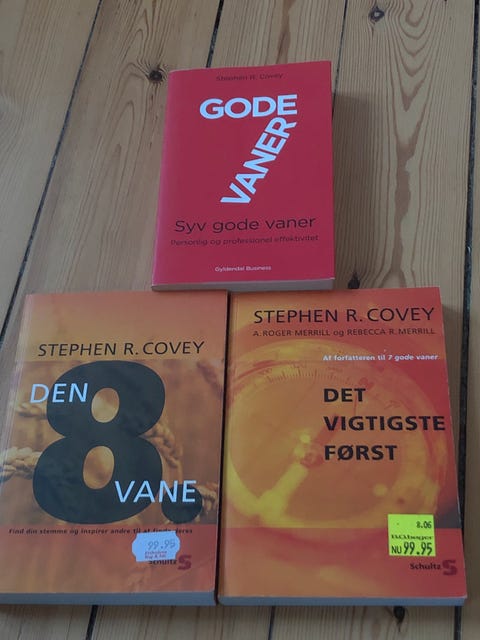 Stephen R. Covey
GODE
VANER
Syv gode vaner
Personlig og professionel effektivitet
Gyldendal Business
STEPHEN R. COVEY
DEN
8.
VANE
Find din stemme og inspirer andre til at finde deres
99.95
Schultz
STEPHEN R. COVEY
A. ROGER MERRILL og REBECCA R. MERRILL
Af forfatteren til 7 gode vaner
DET
VIGTIGSTE
FØRST
8.06
NU 99.95
Schultz